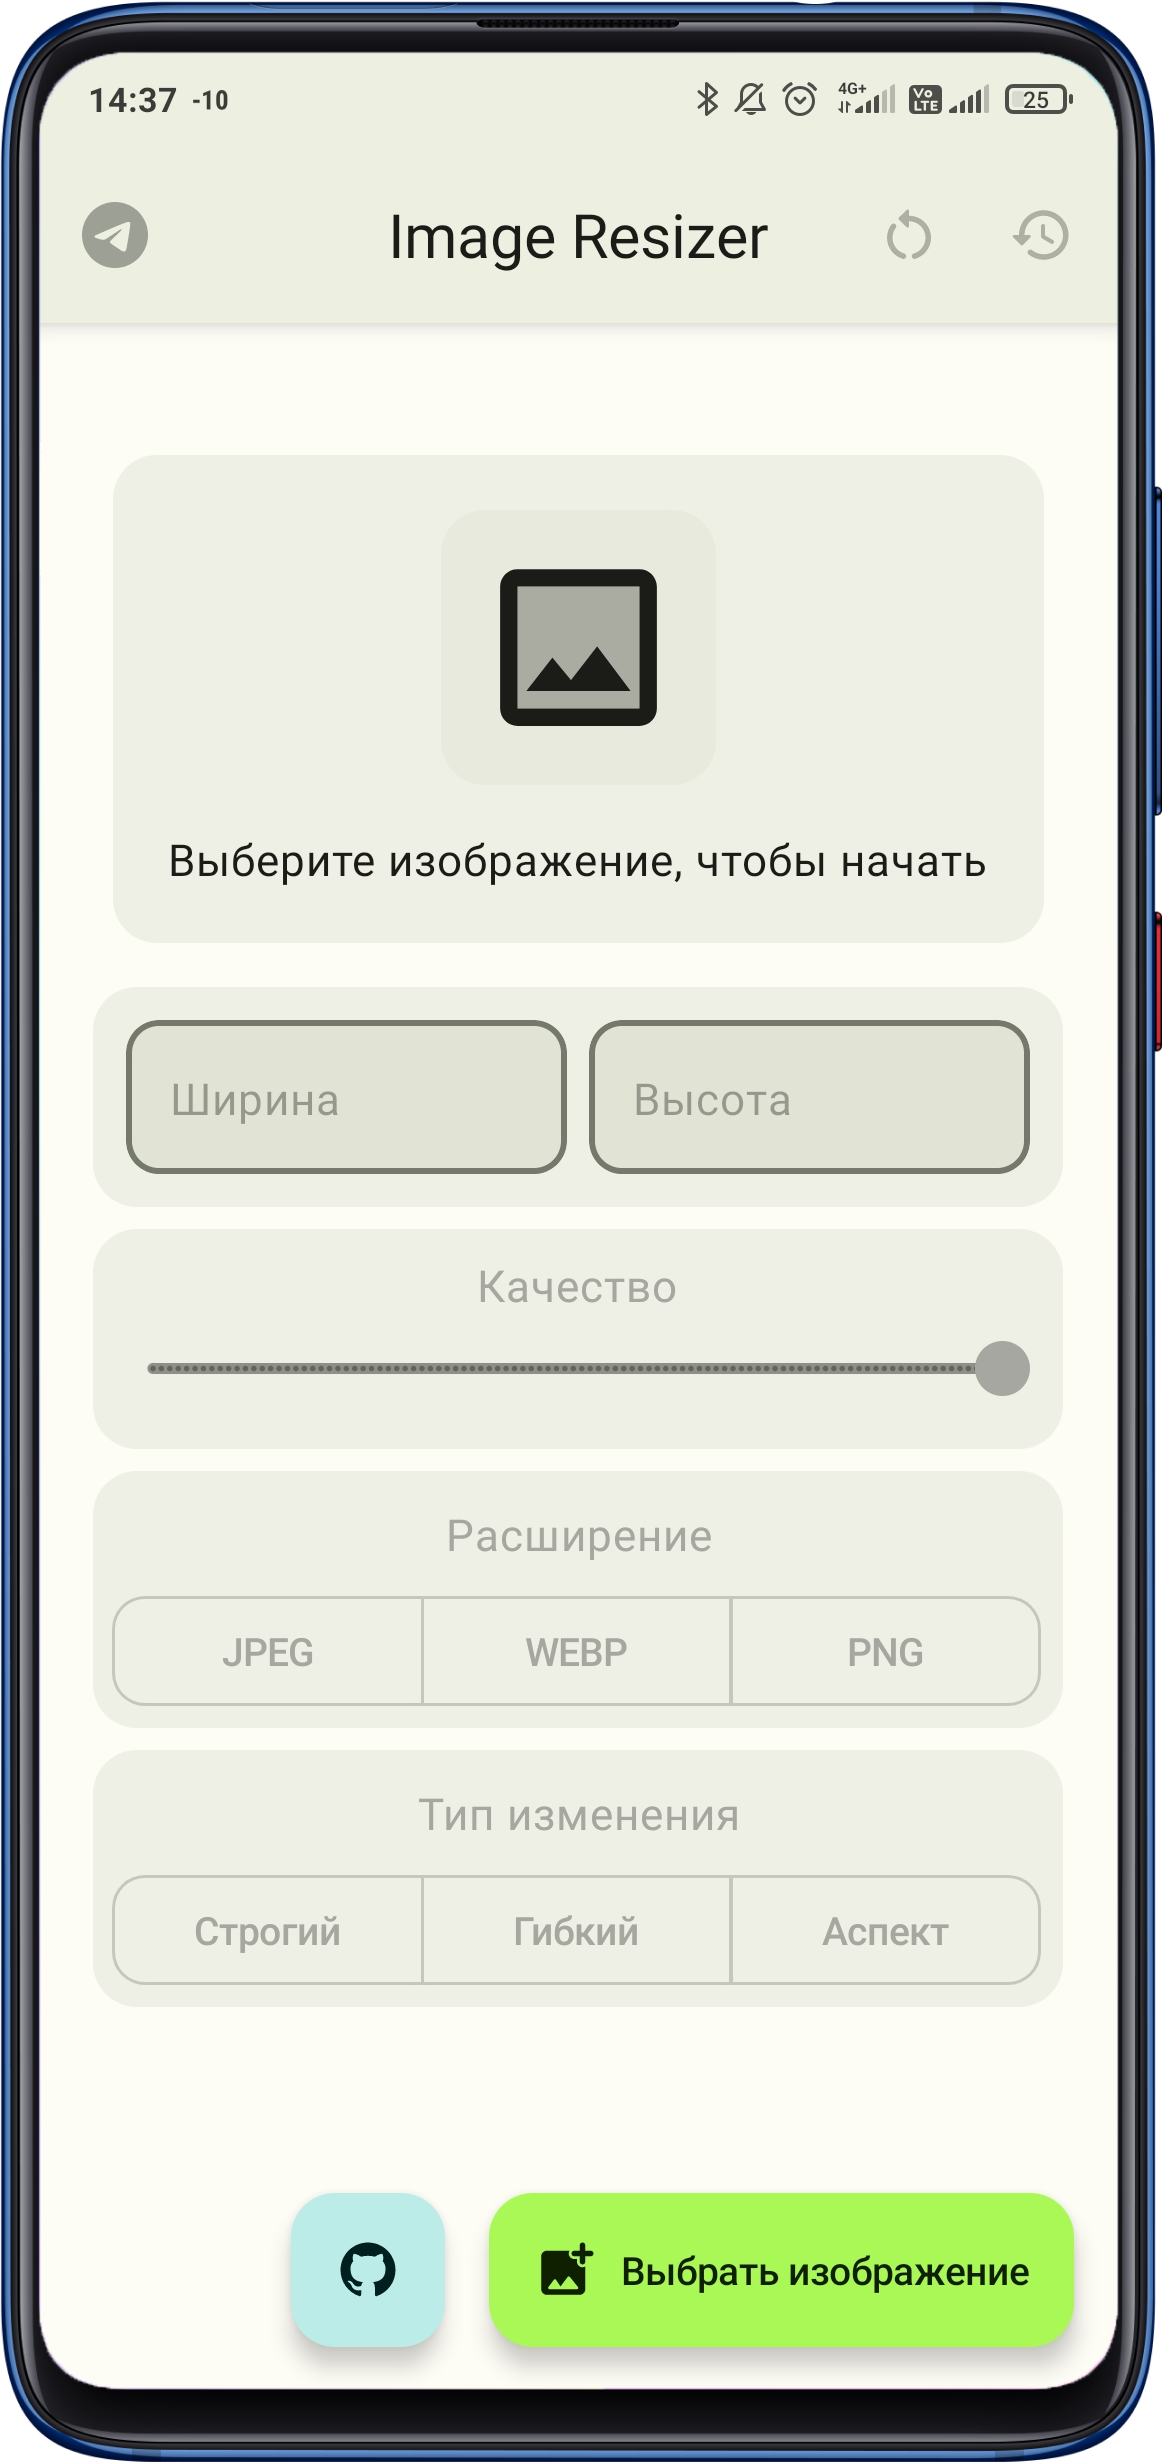 14:37 -10 4G+ Vo LTE 25
Image Resizer
Выберите изображение, чтобы начать
Ширина Высота
Качество
Расширение
JPEG WEBP PNG
Тип изменения
Строгий Гибкий Аспект
Выбрать изображение